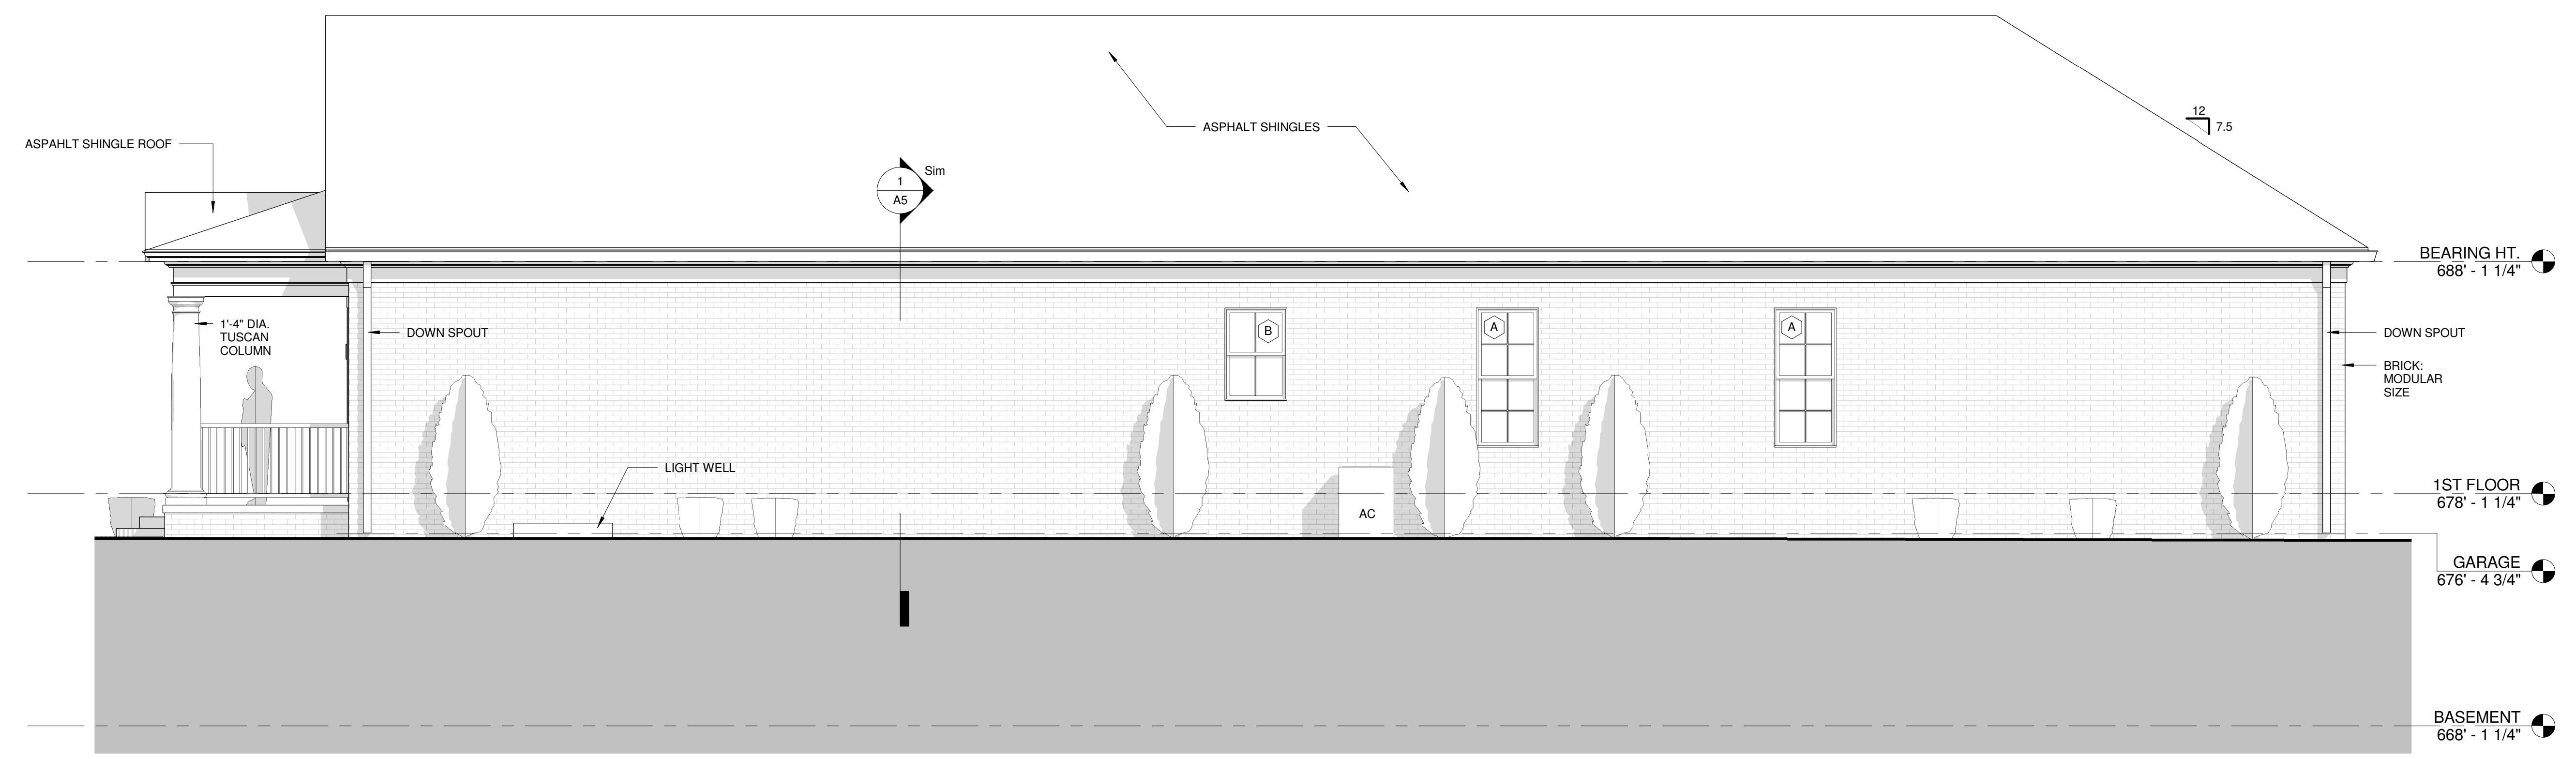 12
7.5
ASPHALT SHINGLES
ASPAHLT SHINGLE ROOF
Sim
1
A5
BEARING HT.
688' - 1 1/4"
1'-4" DIA.
TUSCAN
COLUMN
DOWN SPOUT
B
A
A
DOWN SPOUT
BRICK:
MODULAR
SIZE
LIGHT WELL
1ST FLOOR
678' - 1 1/4"
AC
GARAGE
676' - 4 3/4"
BASEMENT
668' - 1 1/4"